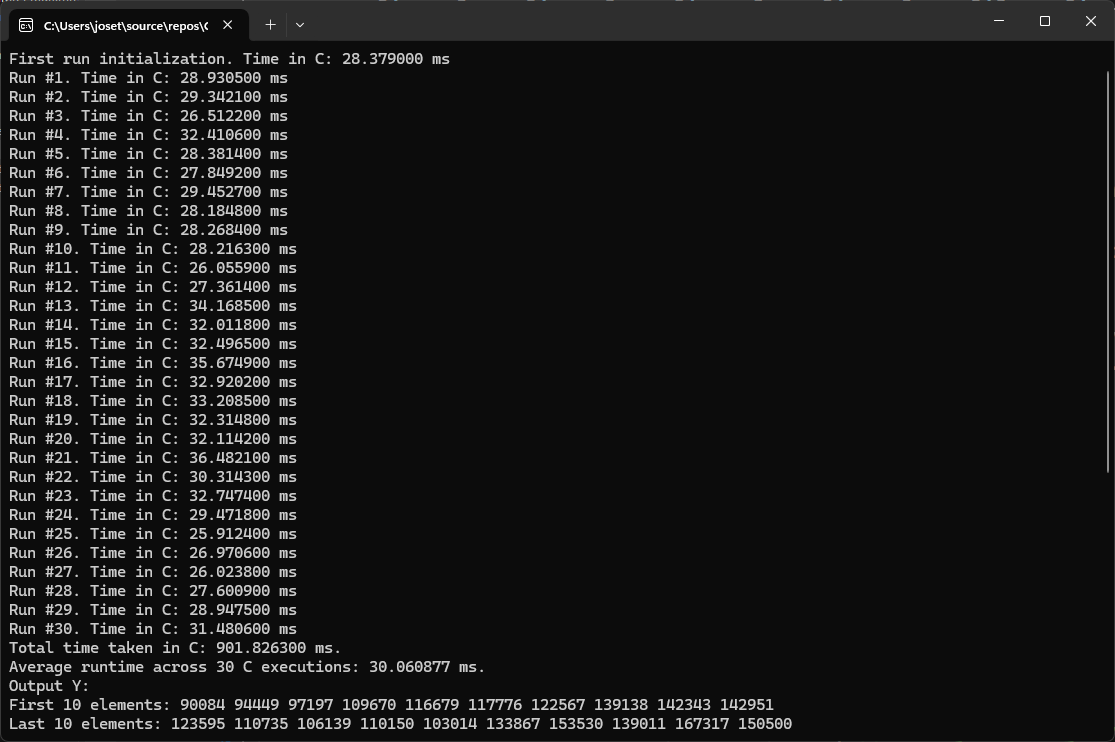 C:\Users\joset\source\repos\
First run initialization. Time in C: 28.379000 ms
Run #1. Time in C: 28.930500 ms
Run #2. Time in C: 29.342100 ms
Run #3. Time in C: 26.512200 ms
Run #4. Time in C: 32.410600 ms
Run #5. Time in C: 28.381400 ms
Run #6. Time in C: 27.849200 ms
Run #7. Time in C: 29.452700 ms
Run #8. Time in C: 28.184800 ms
Run #9. Time in C: 28.268400 ms
Run #10. Time in C: 28.216300 ms
Run #11. Time in C: 26.055900 ms
Run #12. Time in C: 27.361400 ms
Run #13. Time in C: 34.168500 ms
Run #14. Time in C: 32.011800 ms
Run #15. Time in C: 32.496500 ms
Run #16. Time in C: 35.674900 ms
Run #17. Time in C: 32.920200 ms
Run #18. Time in C: 33.208500 ms
Run #19. Time in C: 32.314800 ms
Run #20. Time in C: 32.114200 ms
Run #21. Time in C: 36.482100 ms
Run #22. Time in C: 30.314300 ms
Run #23. Time in C: 32.747400 ms
Run #24. Time in C: 29.471800 ms
Run #25. Time in C: 25.912400 ms
Run #26. Time in C: 26.970600 ms
Run #27. Time in C: 26.023800 ms
Run #28. Time in C: 27.600900 ms
Run #29. Time in C: 28.947500 ms
Run #30. Time in C: 31.480600 ms
Total time taken in C: 901.826300 ms.
Average runtime across 30 C executions: 30.060877 ms.
Output Y:
First 10 elements: 90084 94449 97197 109670 116679 117776 122567 139138 142343 142951
Last 10 elements: 123595 110735 106139 110150 103014 133867 153530 139011 167317 150500